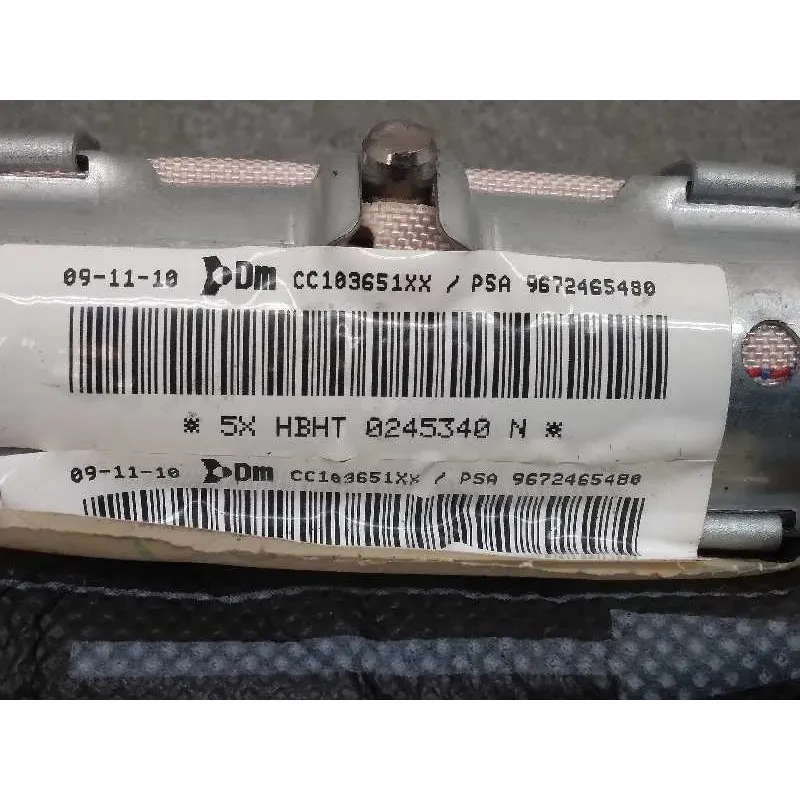 09-11-10 Dm CC103651XX / PSA 9672465480
* 5X HBHT 0245340 N *
09-11-10 Dm CC103651XX / PSA 9672465480